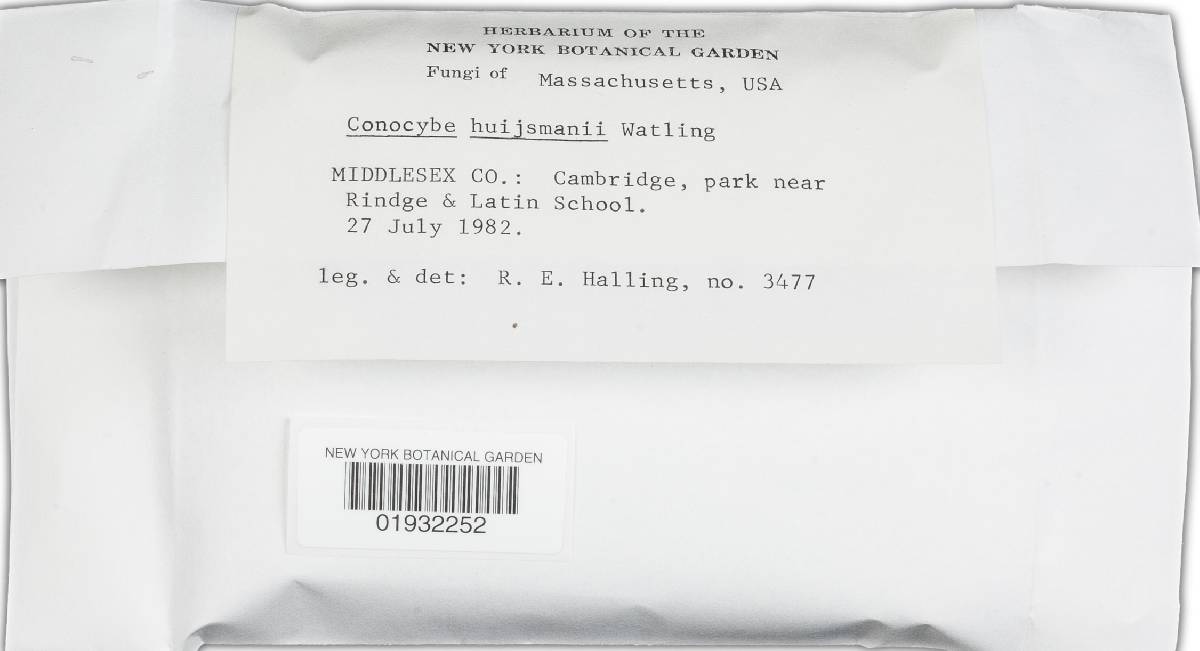 HERBARIUM OF THE
NEW YORK BOTANICAL GARDEN
Fungi of Massachusetts, USA
Conocybe huijsmanii Watling
MIDDLESEX CO.: Cambridge, park near
Rindge & Latin School.
27 July 1982.
leg. & det: R. E. Halling, no. 3477
NEW YORK BOTANICAL GARDEN
01932252